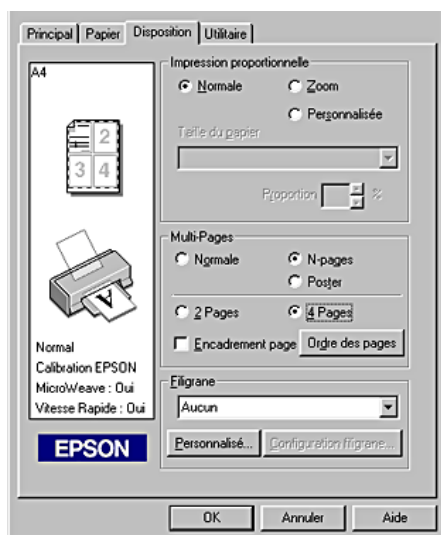 Principal Papier Disposition Utilitaire
A4
2
3 4
Normal
Calibration EPSON
MicroWeave : Oui
Vitesse Rapide : Oui
EPSON
Impression proportionnelle
Normale Zoom
Personnalisée
Taille du papier
Proportion %
Multi-Pages
Normale N-pages
Poster
2 Pages 4 Pages
Encadrement page Ordre des pages
Filigrane
Aucun
Personnalisé... Configuration filigrane...
OK Annuler Aide